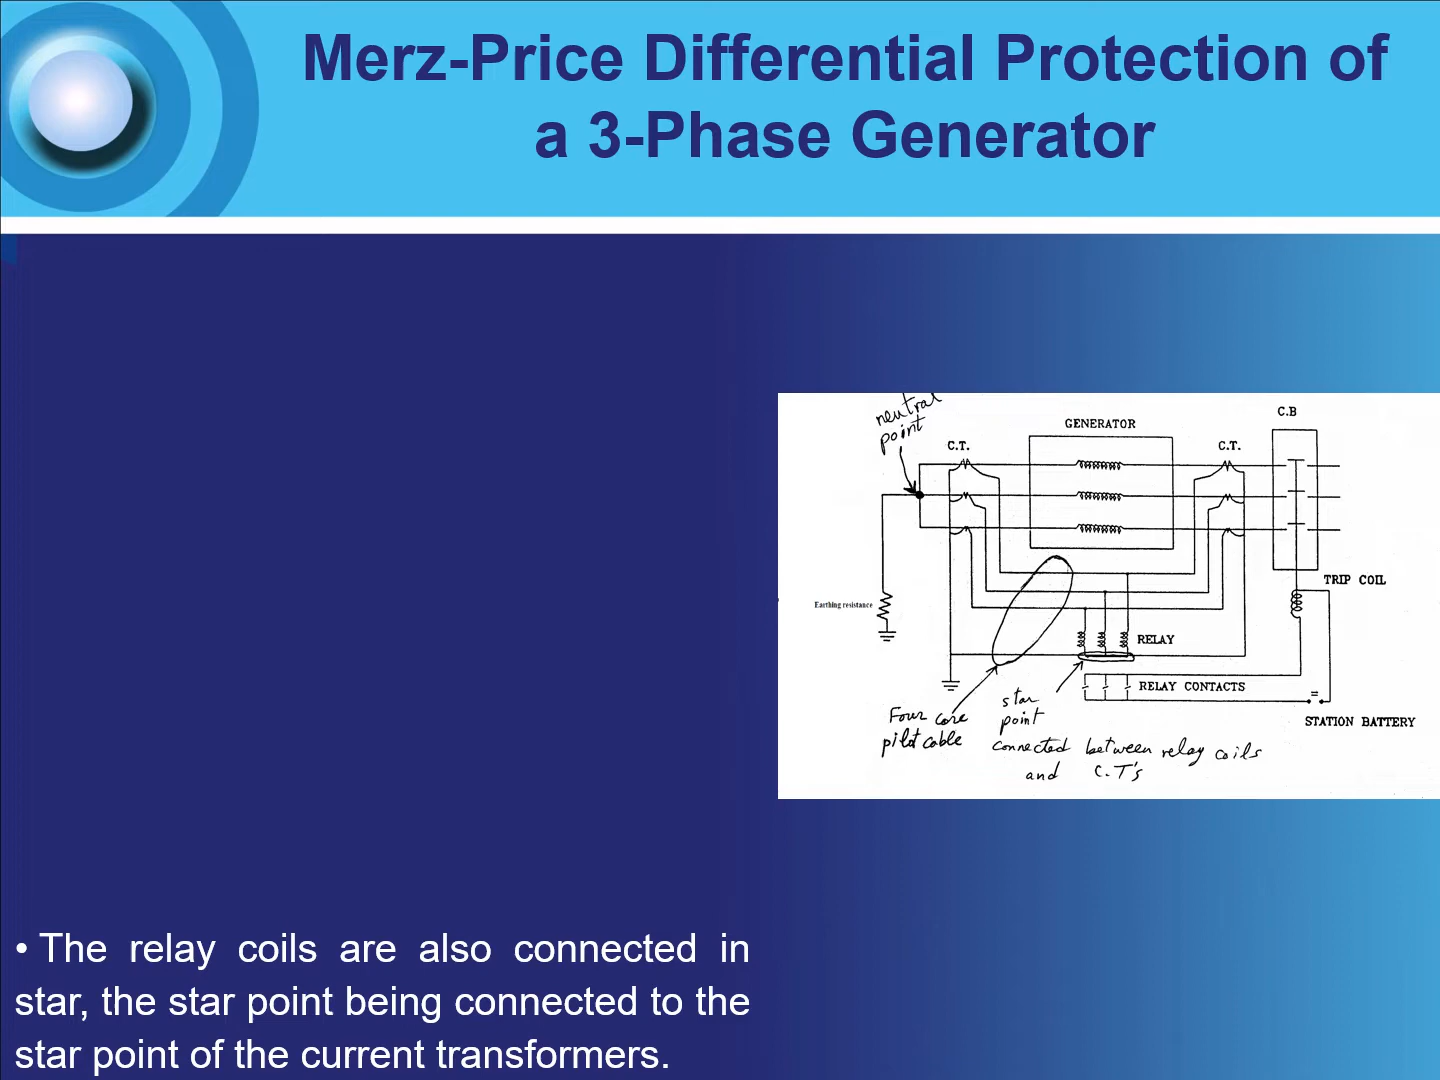 Merz-Price Differential Protection of
a 3-Phase Generator
neutral
point
C.B
GENERATOR
C.T.
C.T.
TRIP COIL
Earthing resistance
RELAY
RELAY CONTACTS
=
STATION BATTERY
Four core
pilot cable
star
point
connected between relay coils
and C.T's
• The relay coils are also connected in
star, the star point being connected to the
star point of the current transformers.